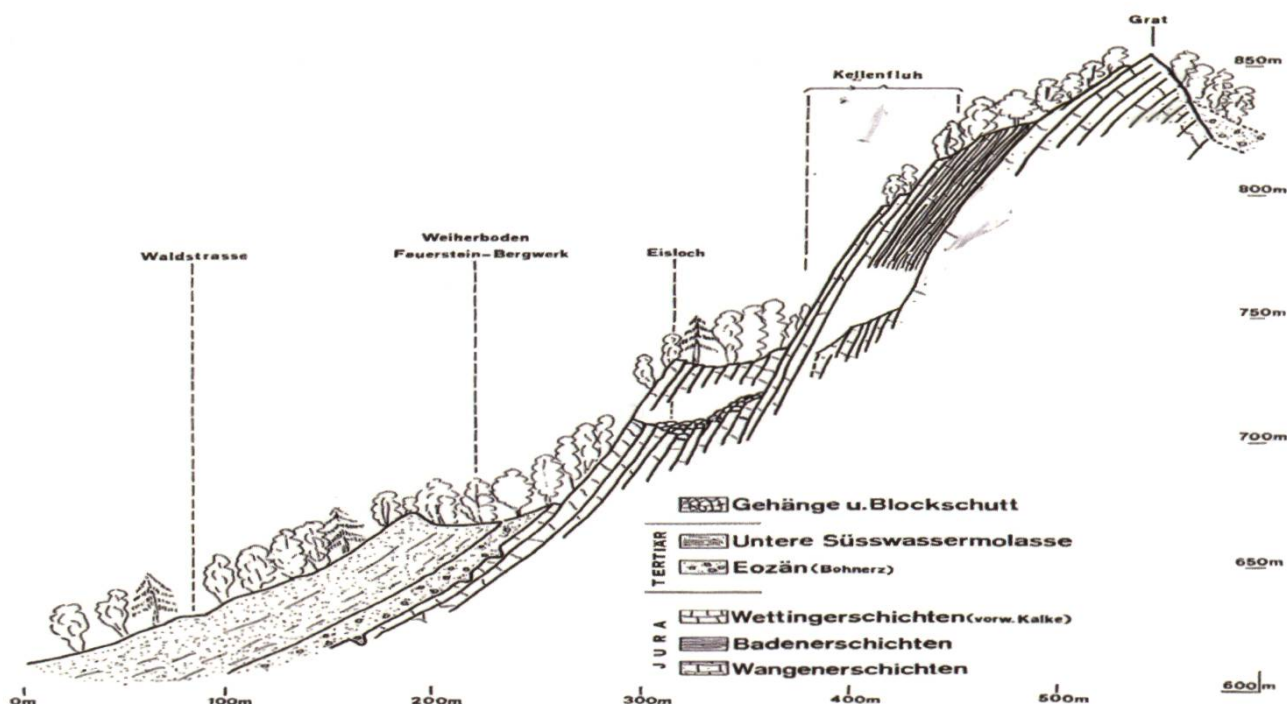 Grat
850m
Kellenfluh
800m
Weiherboden
Waldstrasse
Feuerstein-Bergwerk
Eisloch
750m
700m
Gehänge u. Blockschutt
TERTIÄR
Untere Süsswassermolasse
Eozän (Bohnerz)
650m
JURA
Wettingerschichten (vorw. Kalke)
Badenerschichten
Wangenerschichten
600m
0m
100m
200m
300m
400m
500m